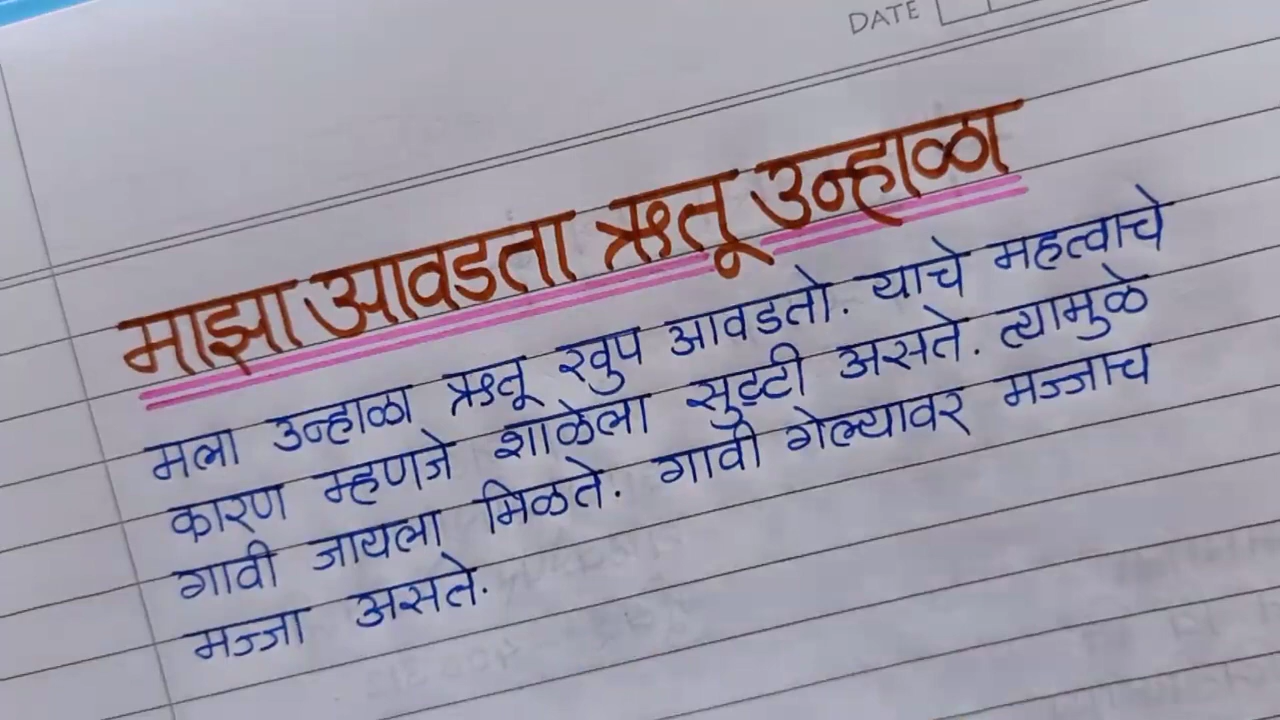 DATE
माझा आवडता ऋतू उन्हाळा
मला उन्हाळा ऋतू खुप आवडतो. याचे महत्वाचे
कारण म्हणजे शाळेला सुट्टी असते. त्यामुळे
गावी जायला मिळते. गावी गेल्यावर मज्जाच
मज्जा असते.